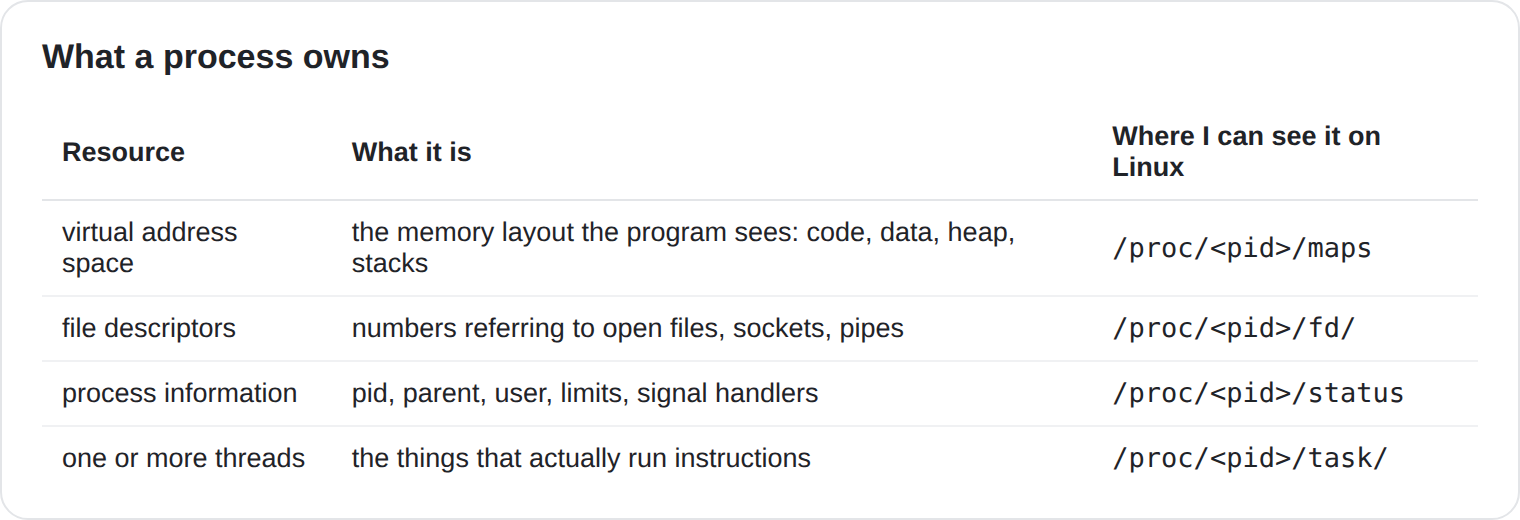 What a process owns
Resource
What it is
Where I can see it on
Linux
virtual address
space
the memory layout the program sees: code, data, heap,
stacks
/proc/<pid>/maps
file descriptors
numbers referring to open files, sockets, pipes
/proc/<pid>/fd/
process information
pid, parent, user, limits, signal handlers
/proc/<pid>/status
one or more threads
the things that actually run instructions
/proc/<pid>/task/